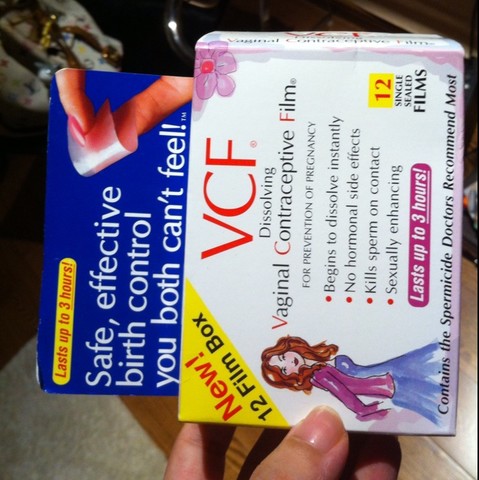 VCF
Vaginal Contraceptive Film®
Lasts up to 3 hours!
Safe, effective
birth control
you both can't feel!™
12
SINGLE
SEALED
FILMS
VCF®
Dissolving
Vaginal Contraceptive Film®
FOR PREVENTION OF PREGNANCY
• Begins to dissolve instantly
• No hormonal side effects
• Kills sperm on contact
• Sexually enhancing
Lasts up to 3 hours!
New!
12 Film Box
Contains the Spermicide Doctors Recommend Most